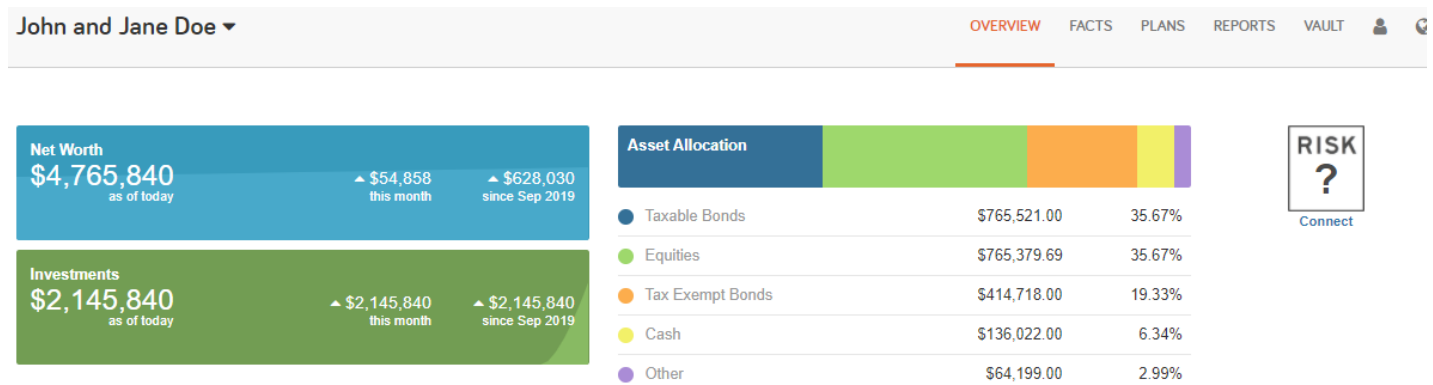 John and Jane Doe
OVERVIEW FACTS PLANS REPORTS VAULT
Net Worth
$4,765,840
as of today
$54,858
this month
$628,030
since Sep 2019
Investments
$2,145,840
as of today
$2,145,840
this month
$2,145,840
since Sep 2019
Asset Allocation
Taxable Bonds $765,521.00 35.67%
Equities $765,379.69 35.67%
Tax Exempt Bonds $414,718.00 19.33%
Cash $136,022.00 6.34%
Other $64,199.00 2.99%
RISK
?
Connect